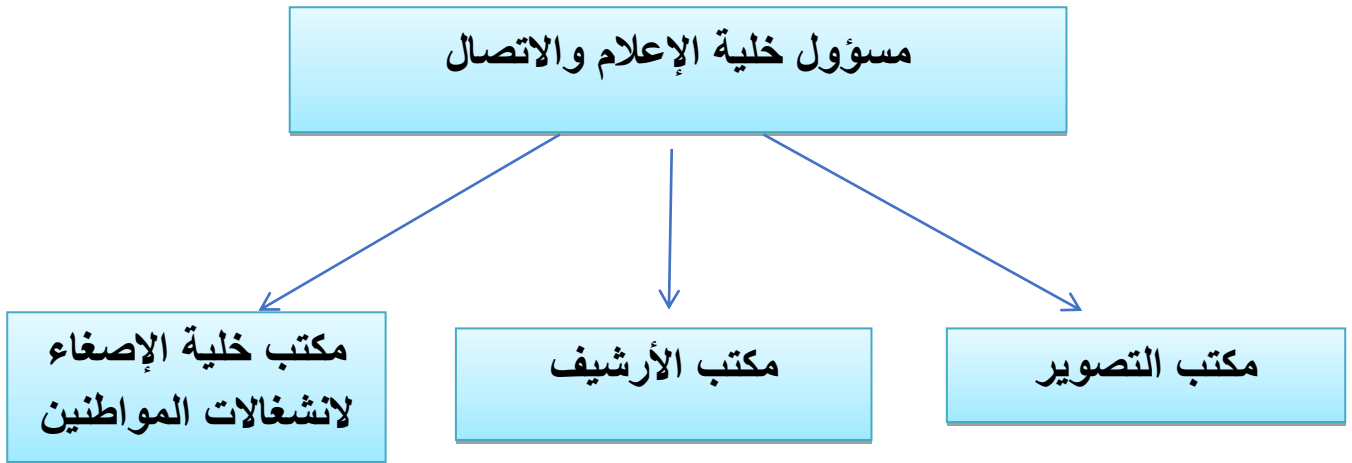 مسؤول خلية الإعلام والاتصال
مكتب التصوير
مكتب الأرشيف
مكتب خلية الإصغاء
لانشغالات المواطنين